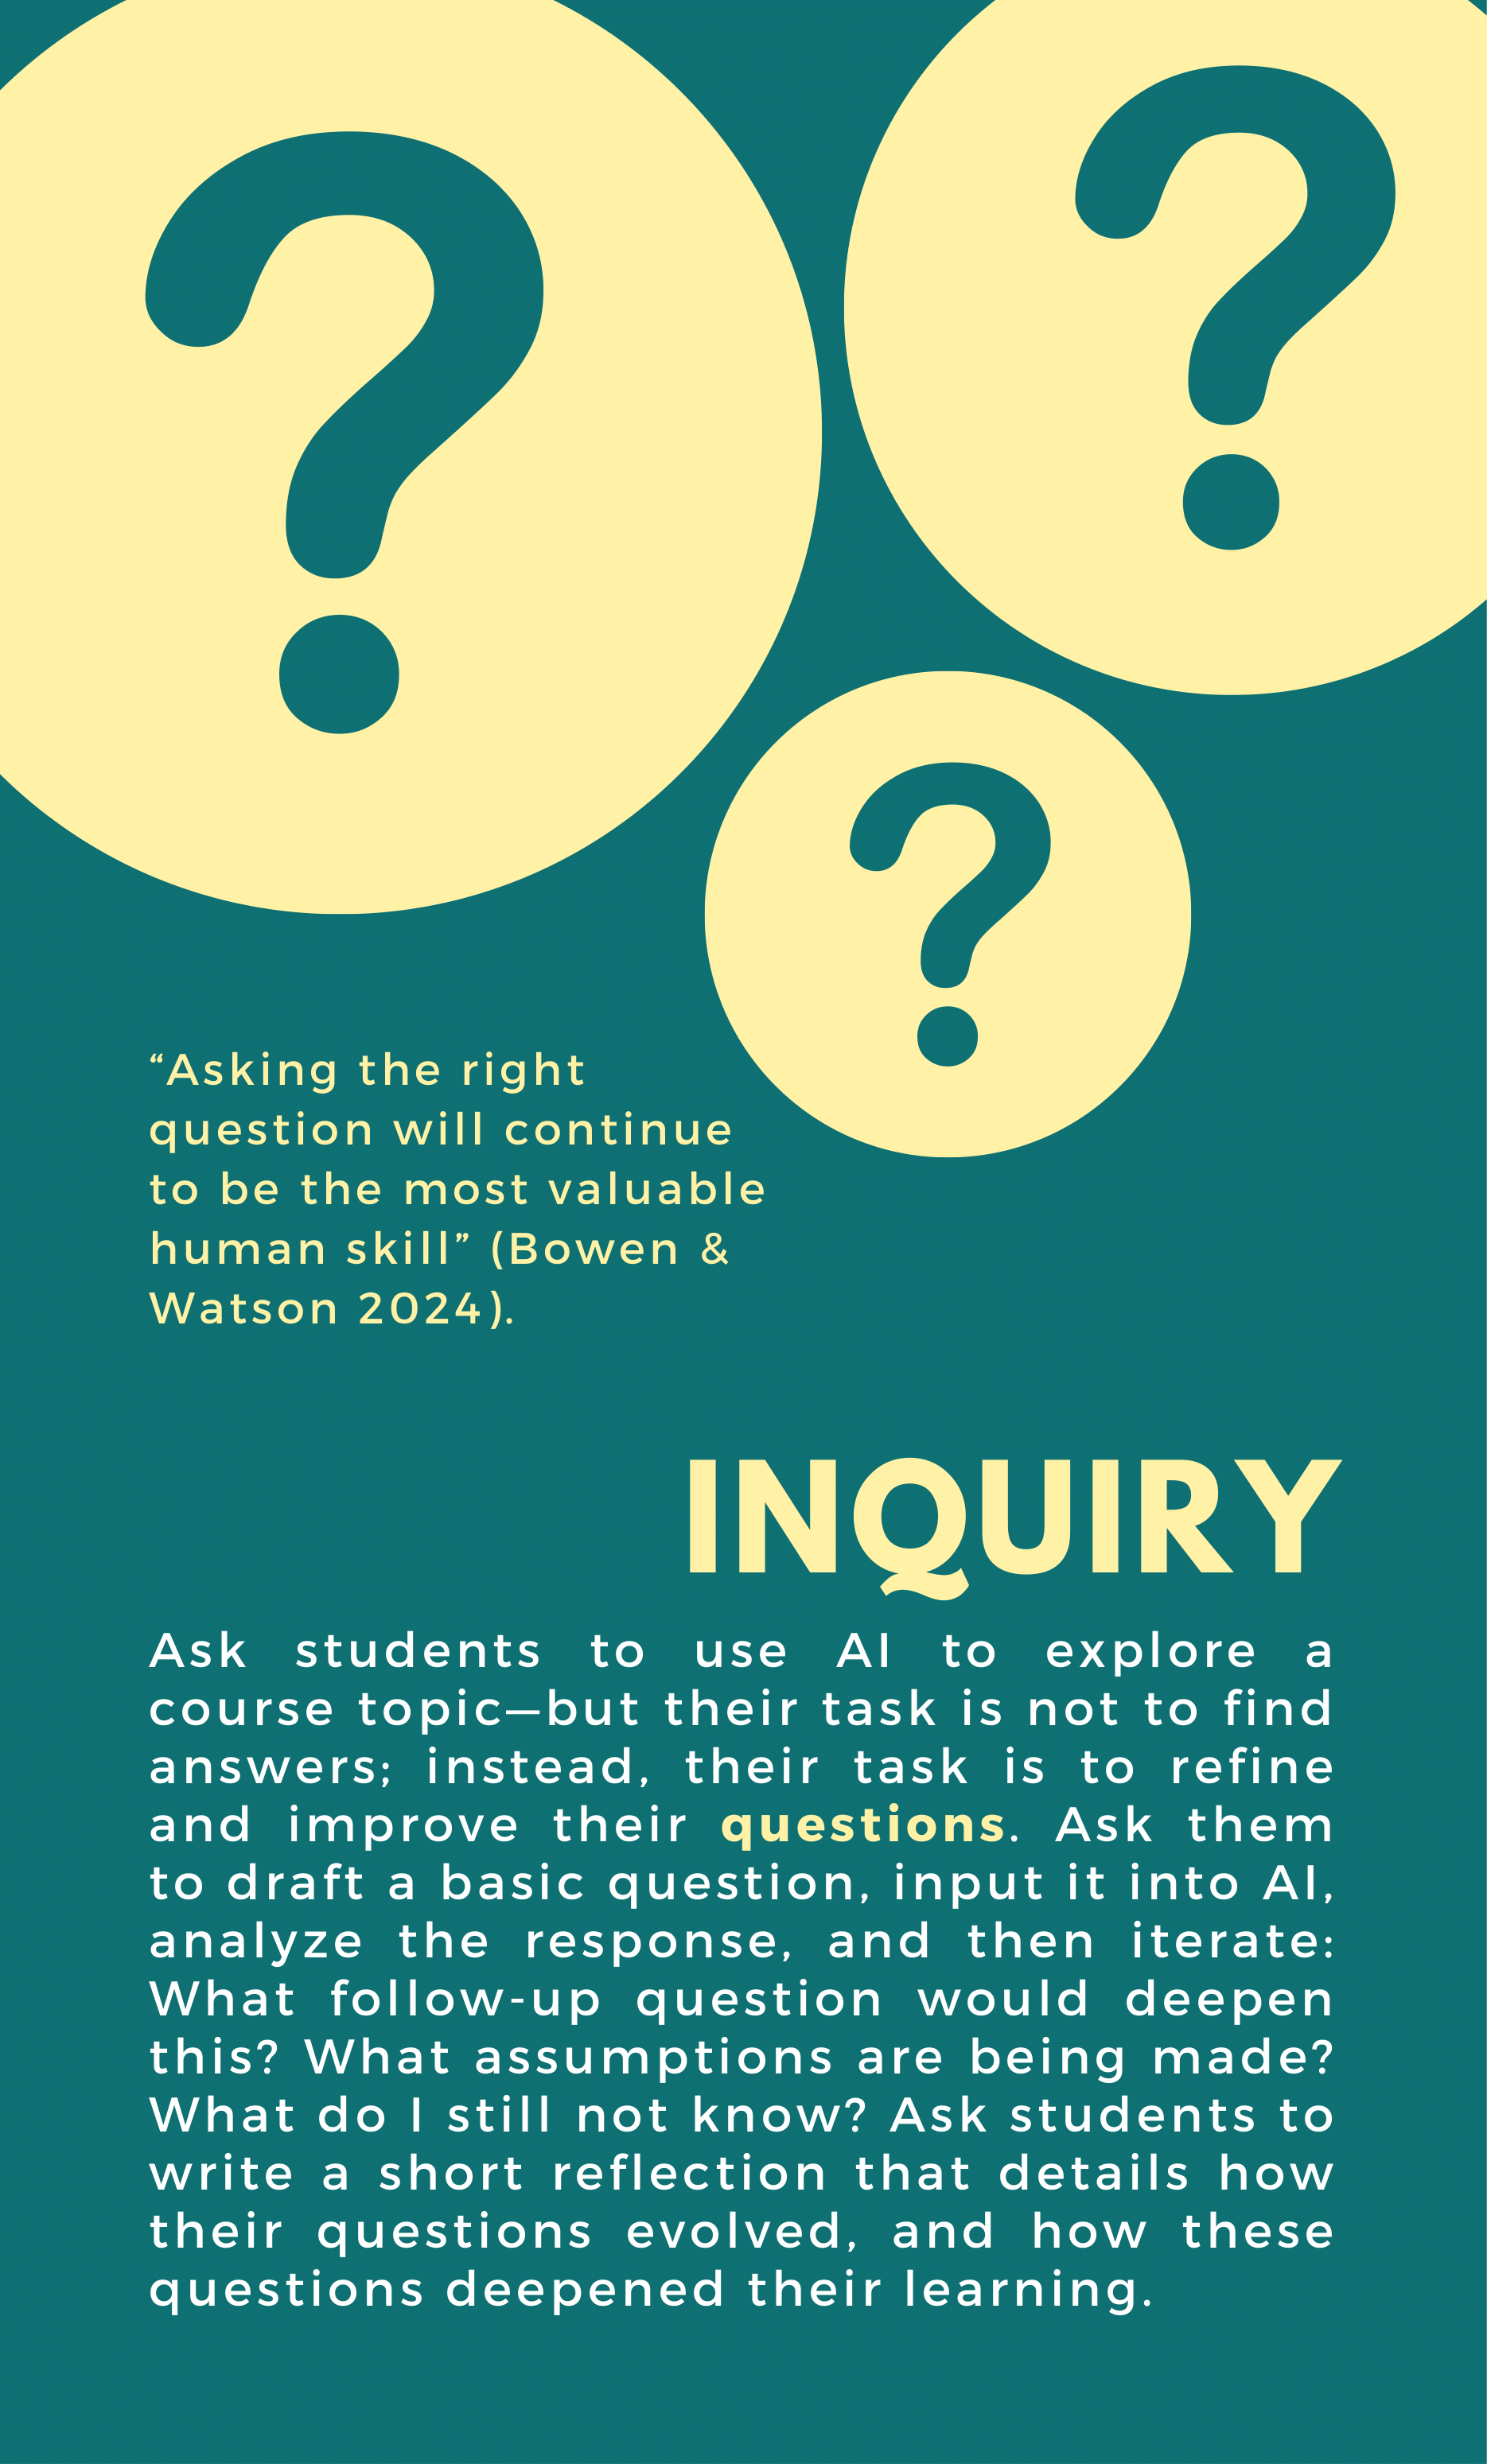 ?
?
?
“Asking the right
question will continue
to be the most valuable
human skill” (Bowen &
Watson 2024).
INQUIRY
Ask students to use AI to explore a
course topic—but their task is not to find
answers; instead, their task is to refine
and improve their questions. Ask them
to draft a basic question, input it into AI,
analyze the response, and then iterate:
What follow-up question would deepen
this? What assumptions are being made?
What do I still not know? Ask students to
write a short reflection that details how
their questions evolved, and how these
questions deepened their learning.